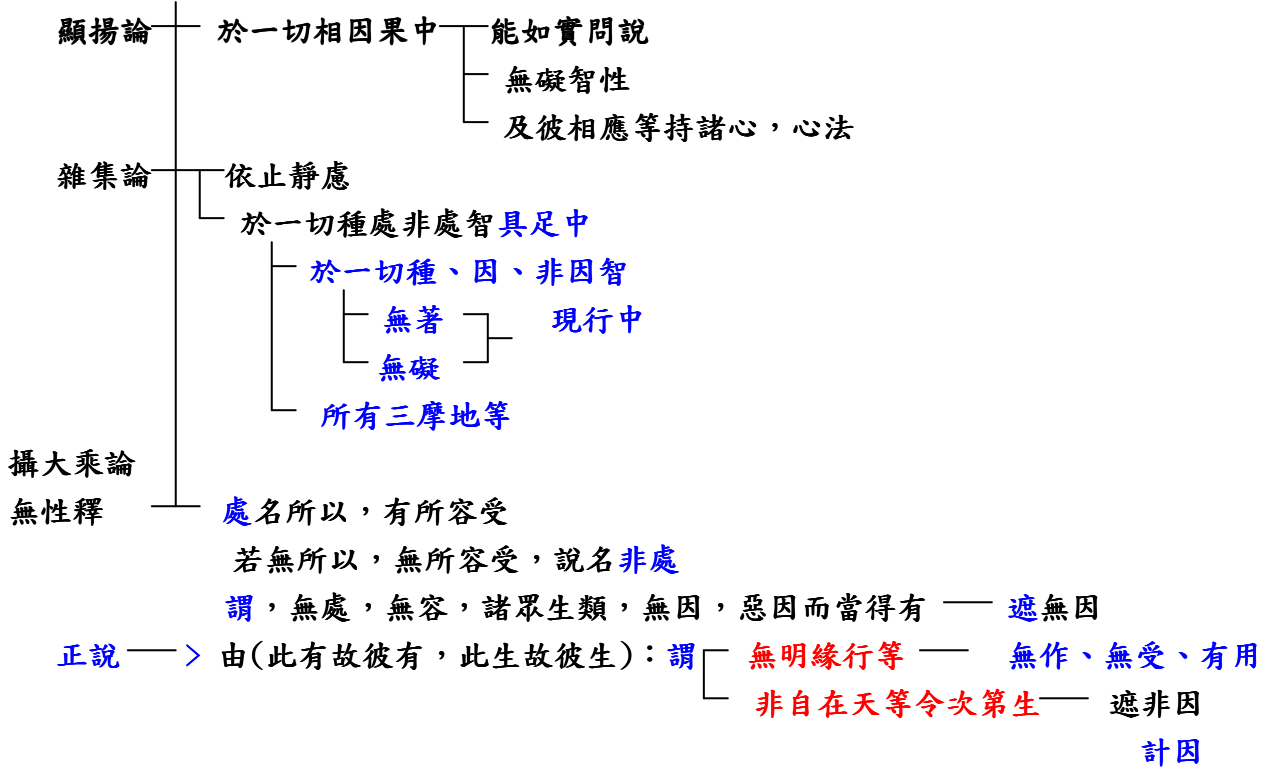 顯揚論 於一切相因果中 能如實問說
無礙智性
及彼相應等持諸心，心法
雜集論 依止靜慮
於一切種處非處智具足中
於一切種、因、非因智
無著 現行中
無礙
所有三摩地等
攝大乘論
無性釋 處名所以，有所容受
若無所以，無所容受，說名非處
謂，無處，無容，諸眾生類，無因，惡因而當得有 遮無因
正說 > 由(此有故彼有，此生故彼生)：謂 無明緣行等 無作、無受、有用
非自在天等令次第生 遮非因
計因